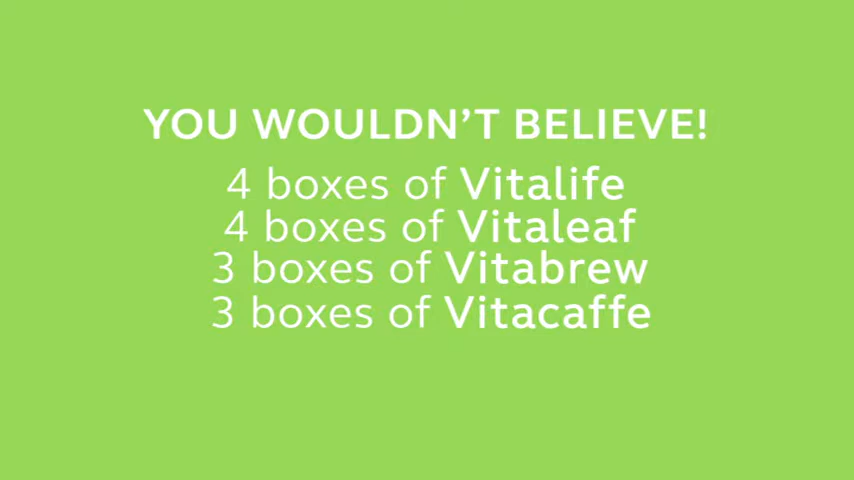 YOU WOULDN’T BELIEVE!
4 boxes of Vitalife
4 boxes of Vitaleaf
3 boxes of Vitabrew
3 boxes of Vitacaffe